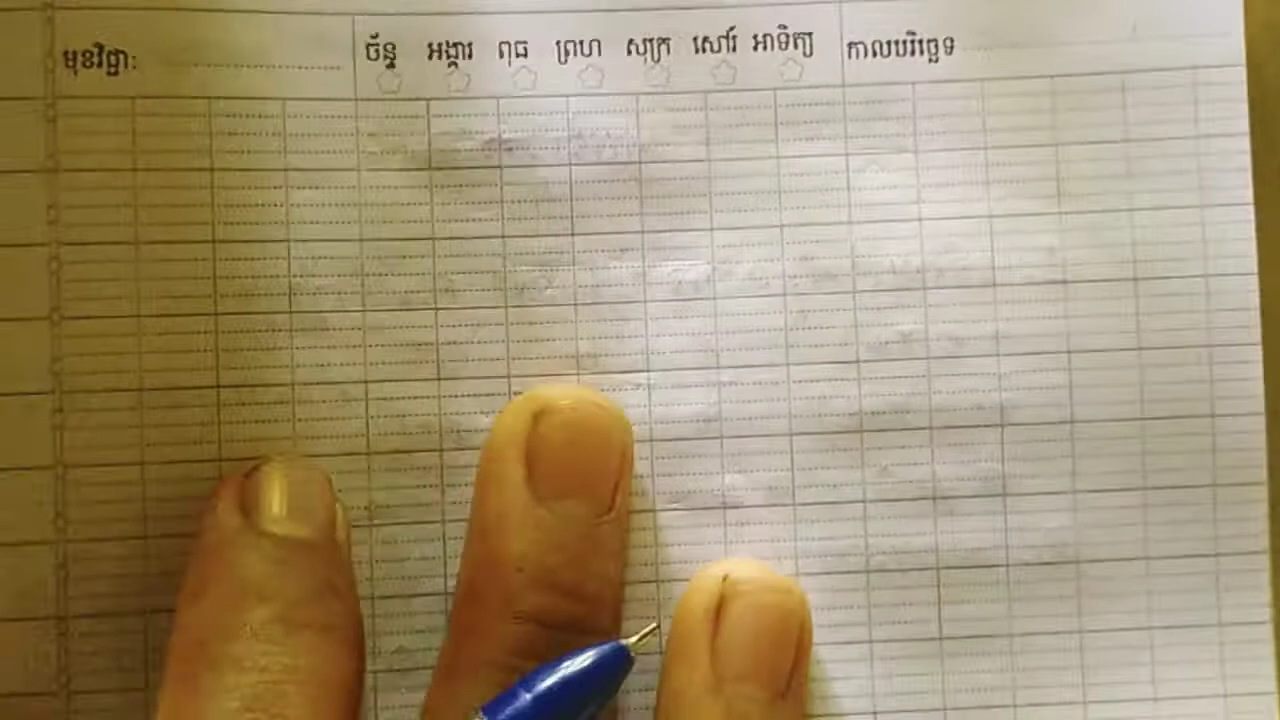 មុខវិជ្ជា: ច័ន្ទ អង្គារ ពុធ ព្រហ សុក្រ សៅរ៍ អាទិត្យ កាលបរិច្ឆេទ